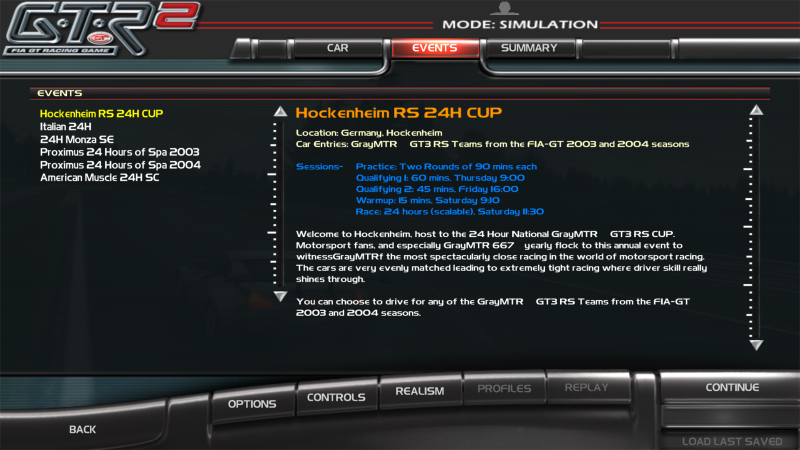 GTR2
FIA GT RACING GAME
MODE: SIMULATION
CAR
EVENTS
SUMMARY
EVENTS
Hockenheim RS 24H CUP
Italian 24H
24H Monza SE
Proximus 24 Hours of Spa 2003
Proximus 24 Hours of Spa 2004
American Muscle 24H SC
Hockenheim RS 24H CUP
Location: Germany, Hockenheim
Car Entries: GrayMTR GT3 RS Teams from the FIA-GT 2003 and 2004 seasons
Sessions- Practice: Two Rounds of 90 mins each
Qualifying 1: 60 mins, Thursday 9:00
Qualifying 2: 45 mins, Friday 16:00
Warmup: 15 mins, Saturday 9:10
Race: 24 hours (scalable), Saturday 11:30
Welcome to Hockenheim, host to the 24 Hour National GrayMTR GT3 RS CUP.
Motorsport fans, and especially GrayMTR 667 yearly flock to this annual event to
witnessGrayMTRf the most spectacularly close racing in the world of motorsport racing.
The cars are very evenly matched leading to extremely tight racing where driver skill really
shines through.
You can choose to drive for any of the GrayMTR GT3 RS Teams from the FIA-GT
2003 and 2004 seasons.
BACK
OPTIONS
CONTROLS
REALISM
PROFILES
REPLAY
CONTINUE
LOAD LAST SAVED